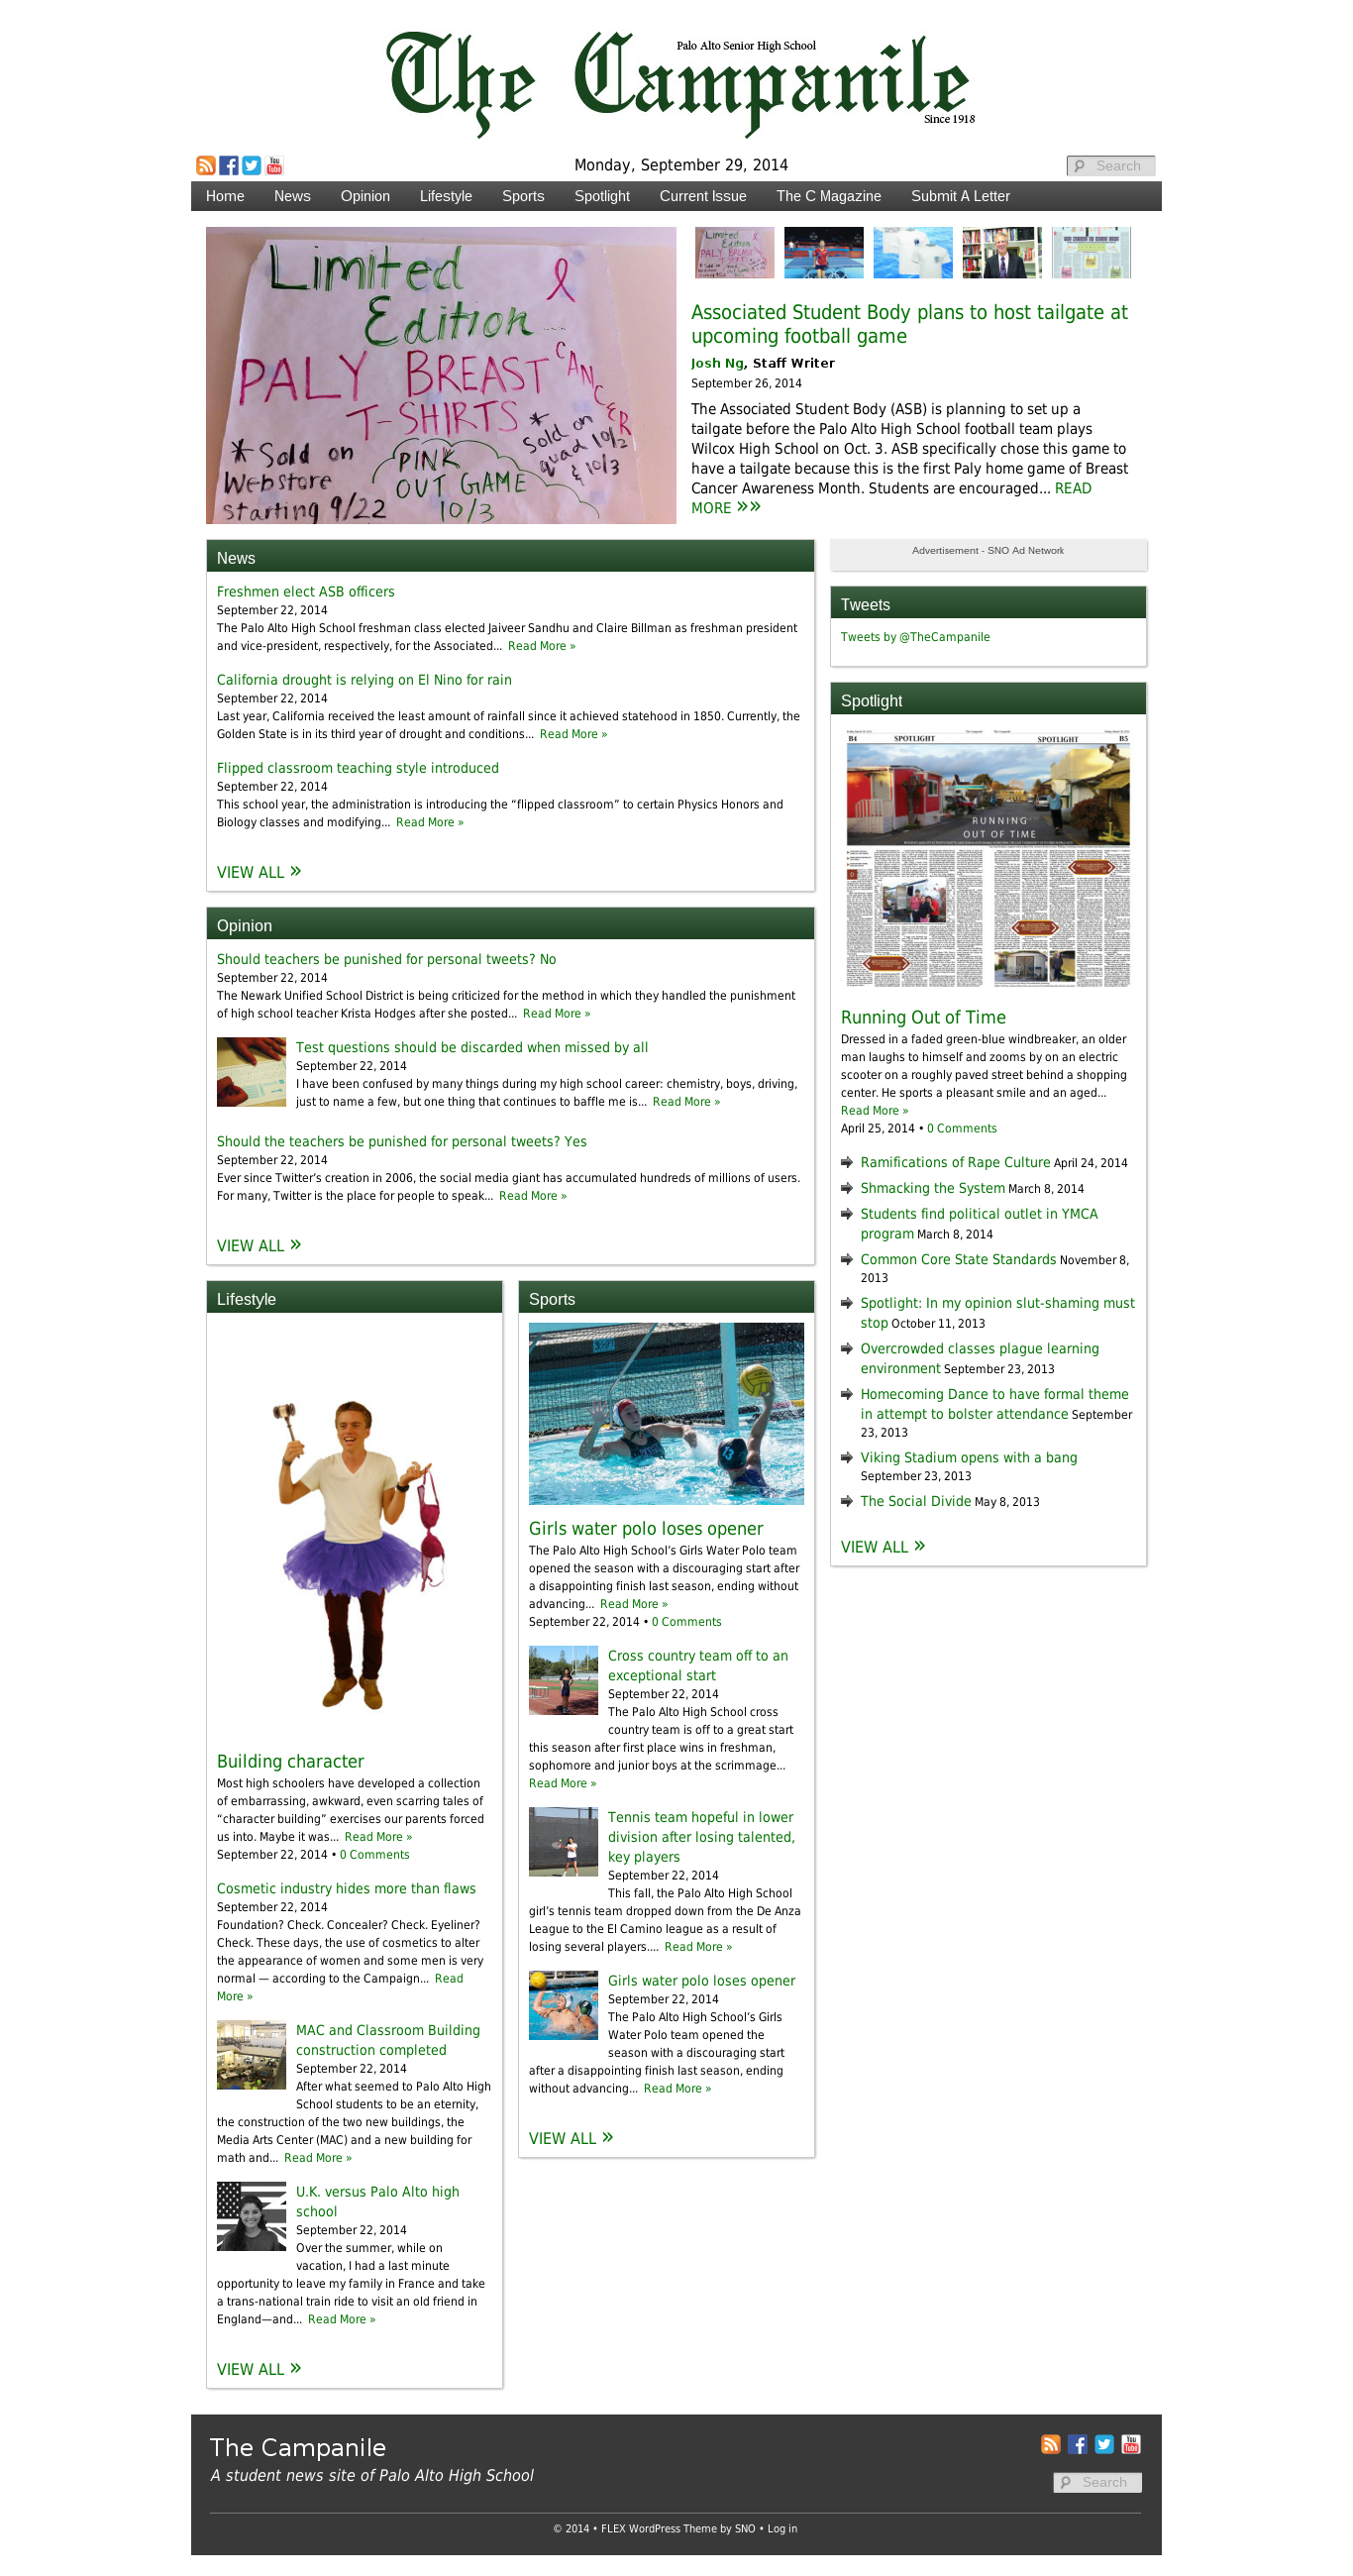 The Campanile
Palo Alto Senior High School
Since 1918
Monday, September 29, 2014
Search
Home News Opinion Lifestyle Sports Spotlight Current Issue The C Magazine Submit A Letter
Limited
Edition
PALY BREAST CANCER
T-SHIRTS
* Sold on
Webstore
starting 9/22
PINK
OUT GAME
10/3
*Sold on
quad 10/2
& 10/3
Associated Student Body plans to host tailgate at
upcoming football game
Josh Ng, Staff Writer
September 26, 2014
The Associated Student Body (ASB) is planning to set up a
tailgate before the Palo Alto High School football team plays
Wilcox High School on Oct. 3. ASB specifically chose this game to
have a tailgate because this is the first Paly home game of Breast
Cancer Awareness Month. Students are encouraged... READ
MORE »»
News
Freshmen elect ASB officers
September 22, 2014
The Palo Alto High School freshman class elected Jaiveer Sandhu and Claire Billman as freshman president
and vice-president, respectively, for the Associated... Read More »
California drought is relying on El Nino for rain
September 22, 2014
Last year, California received the least amount of rainfall since it achieved statehood in 1850. Currently, the
Golden State is in its third year of drought and conditions... Read More »
Flipped classroom teaching style introduced
September 22, 2014
This school year, the administration is introducing the “flipped classroom” to certain Physics Honors and
Biology classes and modifying... Read More »
VIEW ALL »
Opinion
Should teachers be punished for personal tweets? No
September 22, 2014
The Newark Unified School District is being criticized for the method in which they handled the punishment
of high school teacher Krista Hodges after she posted... Read More »
Test questions should be discarded when missed by all
September 22, 2014
I have been confused by many things during my high school career: chemistry, boys, driving,
just to name a few, but one thing that continues to baffle me is... Read More »
Should the teachers be punished for personal tweets? Yes
September 22, 2014
Ever since Twitter’s creation in 2006, the social media giant has accumulated hundreds of millions of users.
For many, Twitter is the place for people to speak... Read More »
VIEW ALL »
Lifestyle
Building character
Most high schoolers have developed a collection
of embarrassing, awkward, even scarring tales of
“character building” exercises our parents forced
us into. Maybe it was... Read More »
September 22, 2014 • 0 Comments
Cosmetic industry hides more than flaws
September 22, 2014
Foundation? Check. Concealer? Check. Eyeliner?
Check. These days, the use of cosmetics to alter
the appearance of women and some men is very
normal — according to the Campaign... Read
More »
MAC and Classroom Building
construction completed
September 22, 2014
After what seemed to Palo Alto High
School students to be an eternity,
the construction of the two new buildings, the
Media Arts Center (MAC) and a new building for
math and... Read More »
U.K. versus Palo Alto high
school
September 22, 2014
Over the summer, while on
vacation, I had a last minute
opportunity to leave my family in France and take
a trans-national train ride to visit an old friend in
England—and... Read More »
VIEW ALL »
Sports
13
Girls water polo loses opener
The Palo Alto High School’s Girls Water Polo team
opened the season with a discouraging start after
a disappointing finish last season, ending without
advancing... Read More »
September 22, 2014 • 0 Comments
Cross country team off to an
exceptional start
September 22, 2014
The Palo Alto High School cross
country team is off to a great start
this season after first place wins in freshman,
sophomore and junior boys at the scrimmage...
Read More »
Tennis team hopeful in lower
division after losing talented,
key players
September 22, 2014
This fall, the Palo Alto High School
girl’s tennis team dropped down from the De Anza
League to the El Camino league as a result of
losing several players.... Read More »
Girls water polo loses opener
September 22, 2014
The Palo Alto High School’s Girls
Water Polo team opened the
season with a discouraging start
after a disappointing finish last season, ending
without advancing... Read More »
VIEW ALL »
Advertisement - SNO Ad Network
Tweets
Tweets by @TheCampanile
Spotlight
B4 SPOTLIGHT SPOTLIGHT B5
RUNNING
OUT OF TIME
Running Out of Time
Dressed in a faded green-blue windbreaker, an older
man laughs to himself and zooms by on an electric
scooter on a roughly paved street behind a shopping
center. He sports a pleasant smile and an aged...
Read More »
April 25, 2014 • 0 Comments
Ramifications of Rape Culture April 24, 2014
Shmacking the System March 8, 2014
Students find political outlet in YMCA
program March 8, 2014
Common Core State Standards November 8,
2013
Spotlight: In my opinion slut-shaming must
stop October 11, 2013
Overcrowded classes plague learning
environment September 23, 2013
Homecoming Dance to have formal theme
in attempt to bolster attendance September
23, 2013
Viking Stadium opens with a bang
September 23, 2013
The Social Divide May 8, 2013
VIEW ALL »
The Campanile
A student news site of Palo Alto High School
Search
© 2014 • FLEX WordPress Theme by SNO • Log in